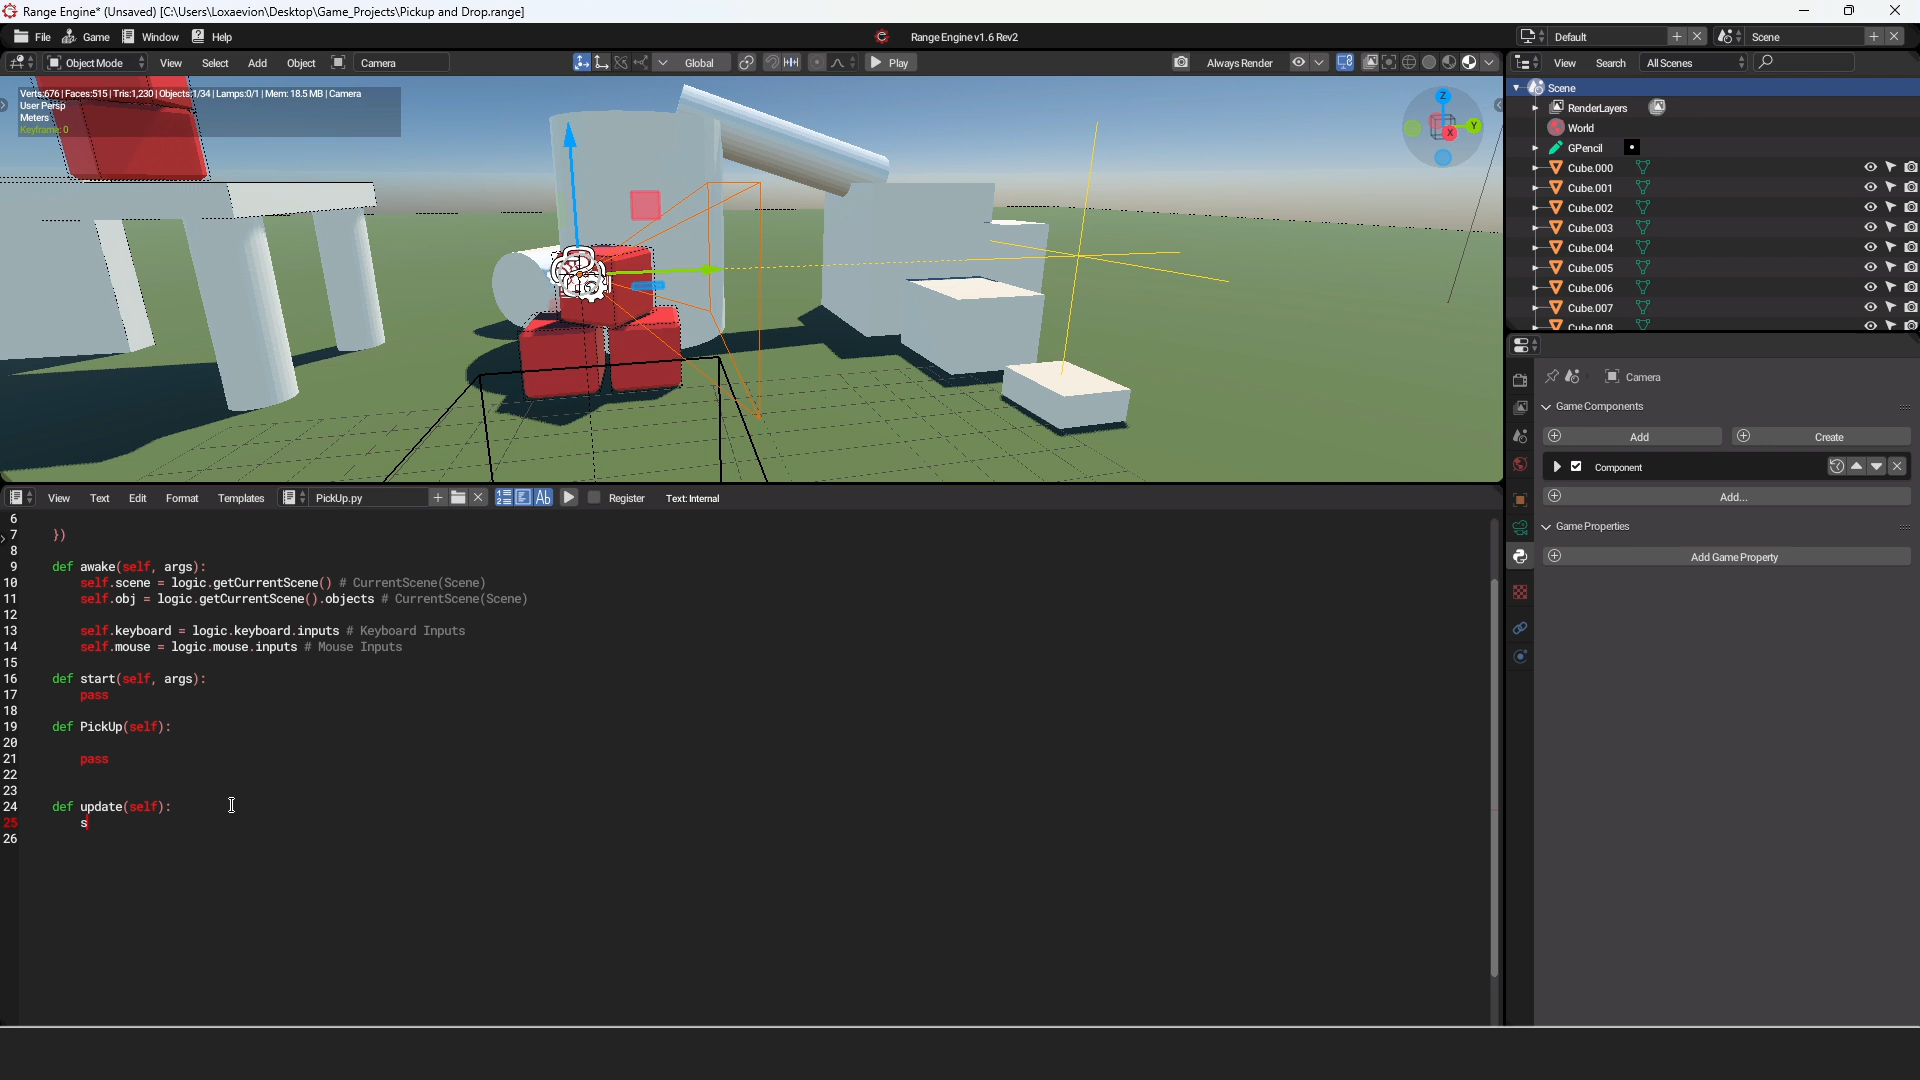 Range Engine* (Unsaved) [C:\Users\Loxaevion\Desktop\Game_Projects\Pickup and Drop.range]
File Game Window Help
Range Engine v1.6 Rev2
Default
Scene
Object Mode View Select Add Object Camera
Global
Play
Always Render
View Search All Scenes
Verts:676 | Faces:515 | Tris:1,230 | Objects:1/34 | Lamps:0/1 | Mem: 18.5 MB | Camera
User Persp
Meters
Keyframe: 0
Z
Y
X
Scene
RenderLayers
World
GPencil
Cube.000
Cube.001
Cube.002
Cube.003
Cube.004
Cube.005
Cube.006
Cube.007
Cube.008
Camera
Game Components
Add Create
Component
Add...
Game Properties
Add Game Property
View Text Edit Format Templates PickUp.py Register Text: Internal
6
7 })
8
9 def awake(self, args):
10 self.scene = logic.getCurrentScene() # CurrentScene(Scene)
11 self.obj = logic.getCurrentScene().objects # CurrentScene(Scene)
12
13 self.keyboard = logic.keyboard.inputs # Keyboard Inputs
14 self.mouse = logic.mouse.inputs # Mouse Inputs
15
16 def start(self, args):
17 pass
18
19 def PickUp(self):
20
21 pass
22
23
24 def update(self):
25 s
26